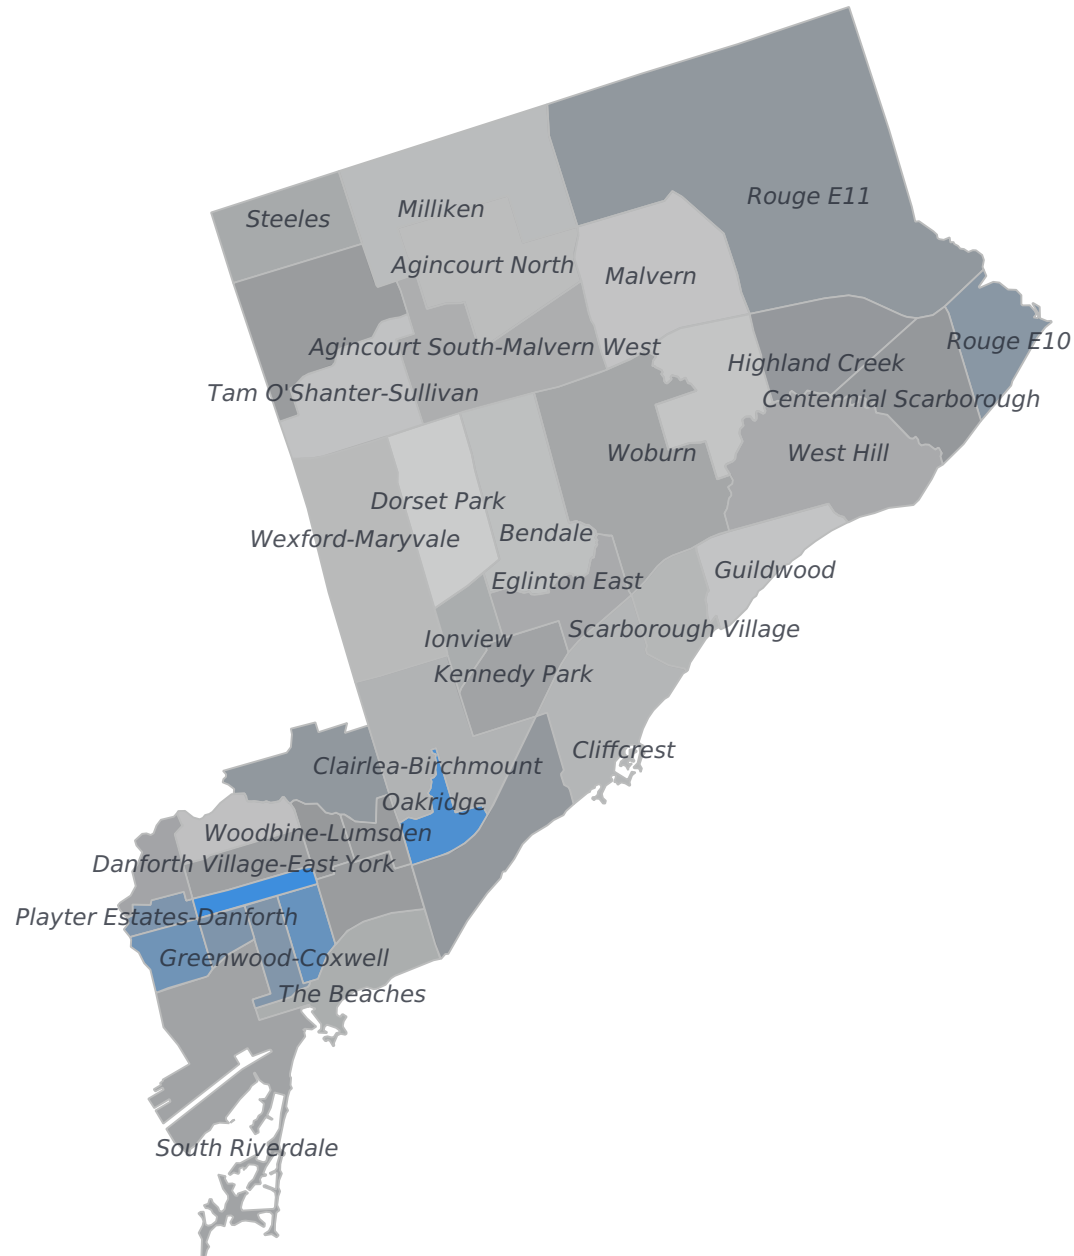 Rouge E11
Milliken
Steeles
Agincourt North
Malvern
Rouge E10
Agincourt South-Malvern West
Highland Creek
Tam O'Shanter-Sullivan
Centennial Scarborough
Woburn
West Hill
Dorset Park
Bendale
Wexford-Maryvale
Guildwood
Eglinton East
Scarborough Village
Ionview
Kennedy Park
Cliffcrest
Clairlea-Birchmount
Oakridge
Woodbine-Lumsden
Danforth Village-East York
Playter Estates-Danforth
Greenwood-Coxwell
The Beaches
South Riverdale